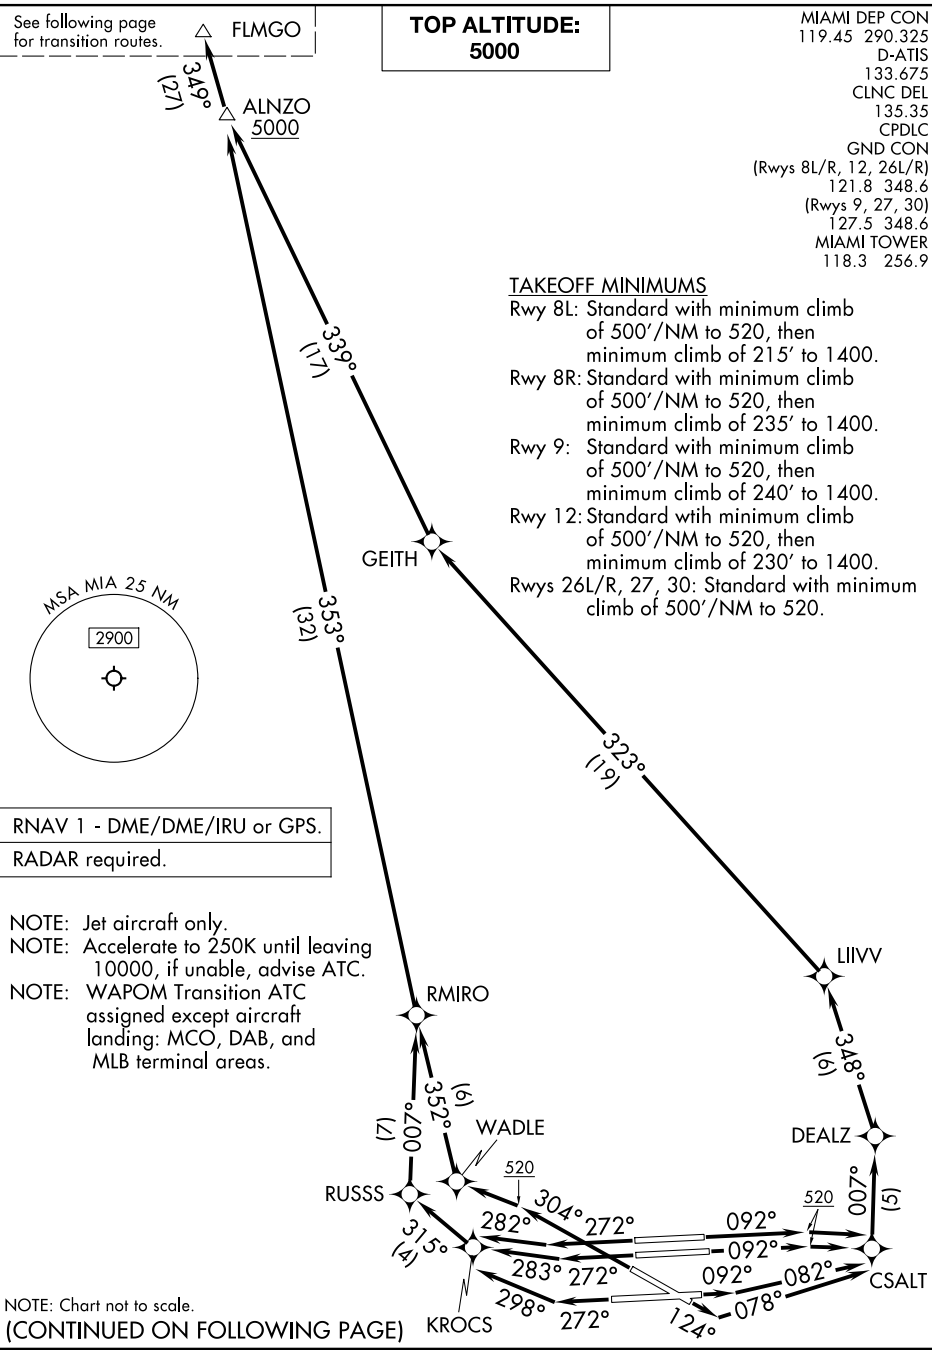 See following page
for transition routes.
FLMGO
TOP ALTITUDE:
5000
MIAMI DEP CON
119.45 290.325
D-ATIS
133.675
CLNC DEL
135.35
CPDLC
GND CON
(Rwys 8L/R, 12, 26L/R)
121.8 348.6
(Rwys 9, 27, 30)
127.5 348.6
MIAMI TOWER
118.3 256.9
349°
(27)
ALNZO
5000
TAKEOFF MINIMUMS
Rwy 8L: Standard with minimum climb
of 500'/NM to 520, then
minimum climb of 215' to 1400.
Rwy 8R: Standard with minimum climb
of 500'/NM to 520, then
minimum climb of 235' to 1400.
Rwy 9: Standard with minimum climb
of 500'/NM to 520, then
minimum climb of 240' to 1400.
Rwy 12: Standard wtih minimum climb
of 500'/NM to 520, then
minimum climb of 230' to 1400.
Rwys 26L/R, 27, 30: Standard with minimum
climb of 500'/NM to 520.
339°
(17)
GEITH
353°
(32)
MSA MIA 25 NM
2900
323°
(19)
RNAV 1 - DME/DME/IRU or GPS.
RADAR required.
NOTE: Jet aircraft only.
NOTE: Accelerate to 250K until leaving
10000, if unable, advise ATC.
NOTE: WAPOM Transition ATC
assigned except aircraft
landing: MCO, DAB, and
MLB terminal areas.
LIIVV
RMIRO
348°
(6)
007°
(7)
352°
(6)
WADLE
DEALZ
520
RUSSS
304°
520
007°
(5)
315°
(4)
282°
272°
092°
283°
272°
092°
298°
272°
092°
082°
124°
078°
CSALT
KROCS
NOTE: Chart not to scale.
(CONTINUED ON FOLLOWING PAGE)